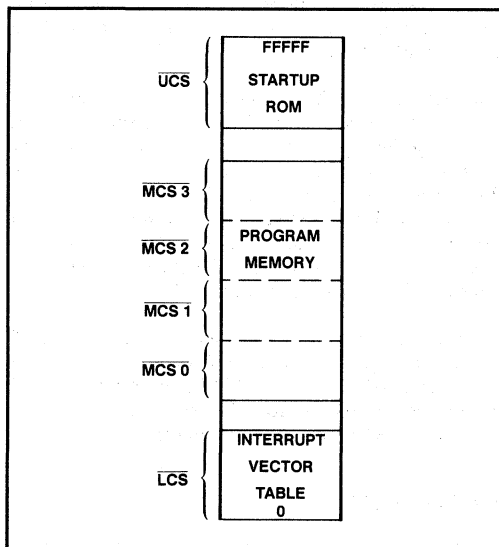 FFFFF
UCS
STARTUP
ROM
MCS 3
MCS 2
PROGRAM
MEMORY
MCS 1
MCS 0
INTERRUPT
VECTOR
LCS
TABLE
0